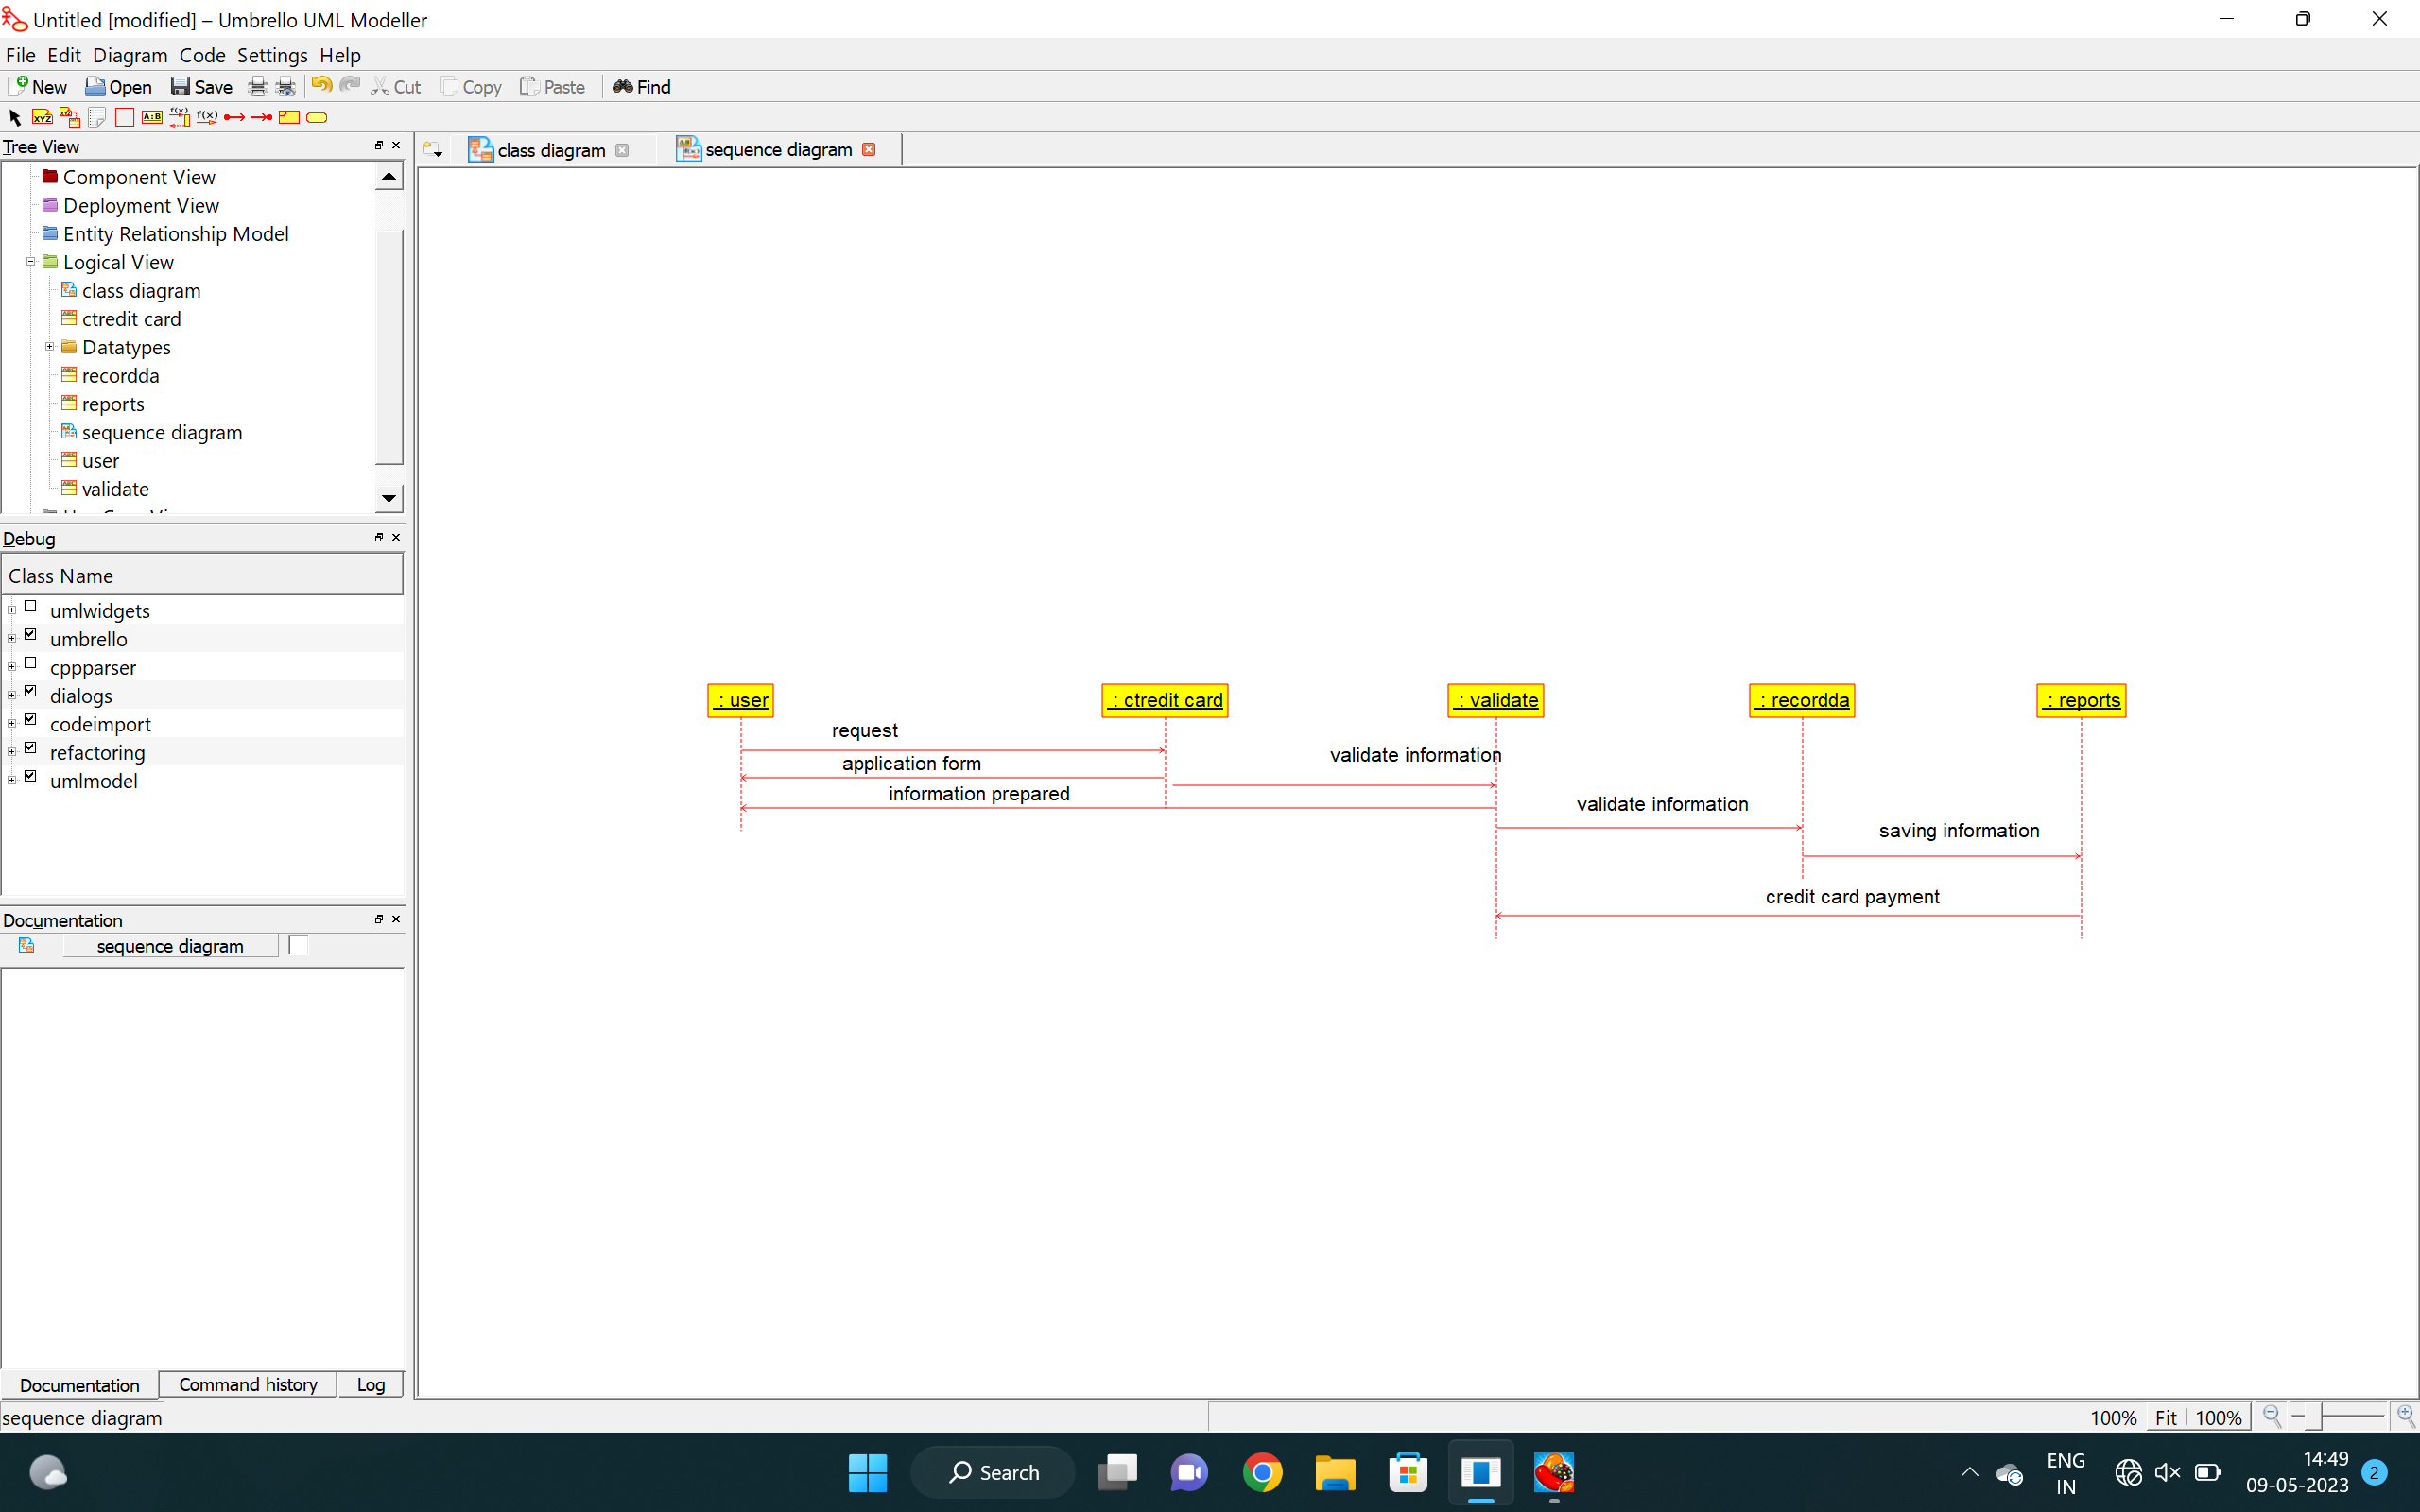 Untitled [modified] – Umbrello UML Modeller
File Edit Diagram Code Settings Help
New Open Save Cut Copy Paste Find
XYZ XYZ A:B f(x) f(x)
Tree View
class diagram sequence diagram
Component View
Deployment View
Entity Relationship Model
Logical View
class diagram
ctredit card
Datatypes
recordda
reports
sequence diagram
user
validate
Debug
Class Name
umlwidgets
umbrello
cppparser
dialogs
codeimport
refactoring
umlmodel
: user : ctredit card : validate : recordda : reports
request
validate information
application form
information prepared
validate information
saving information
credit card payment
Documentation
sequence diagram
Documentation Command history Log
sequence diagram
100% Fit 100%
Search
ENG
IN
14:49
09-05-2023
2